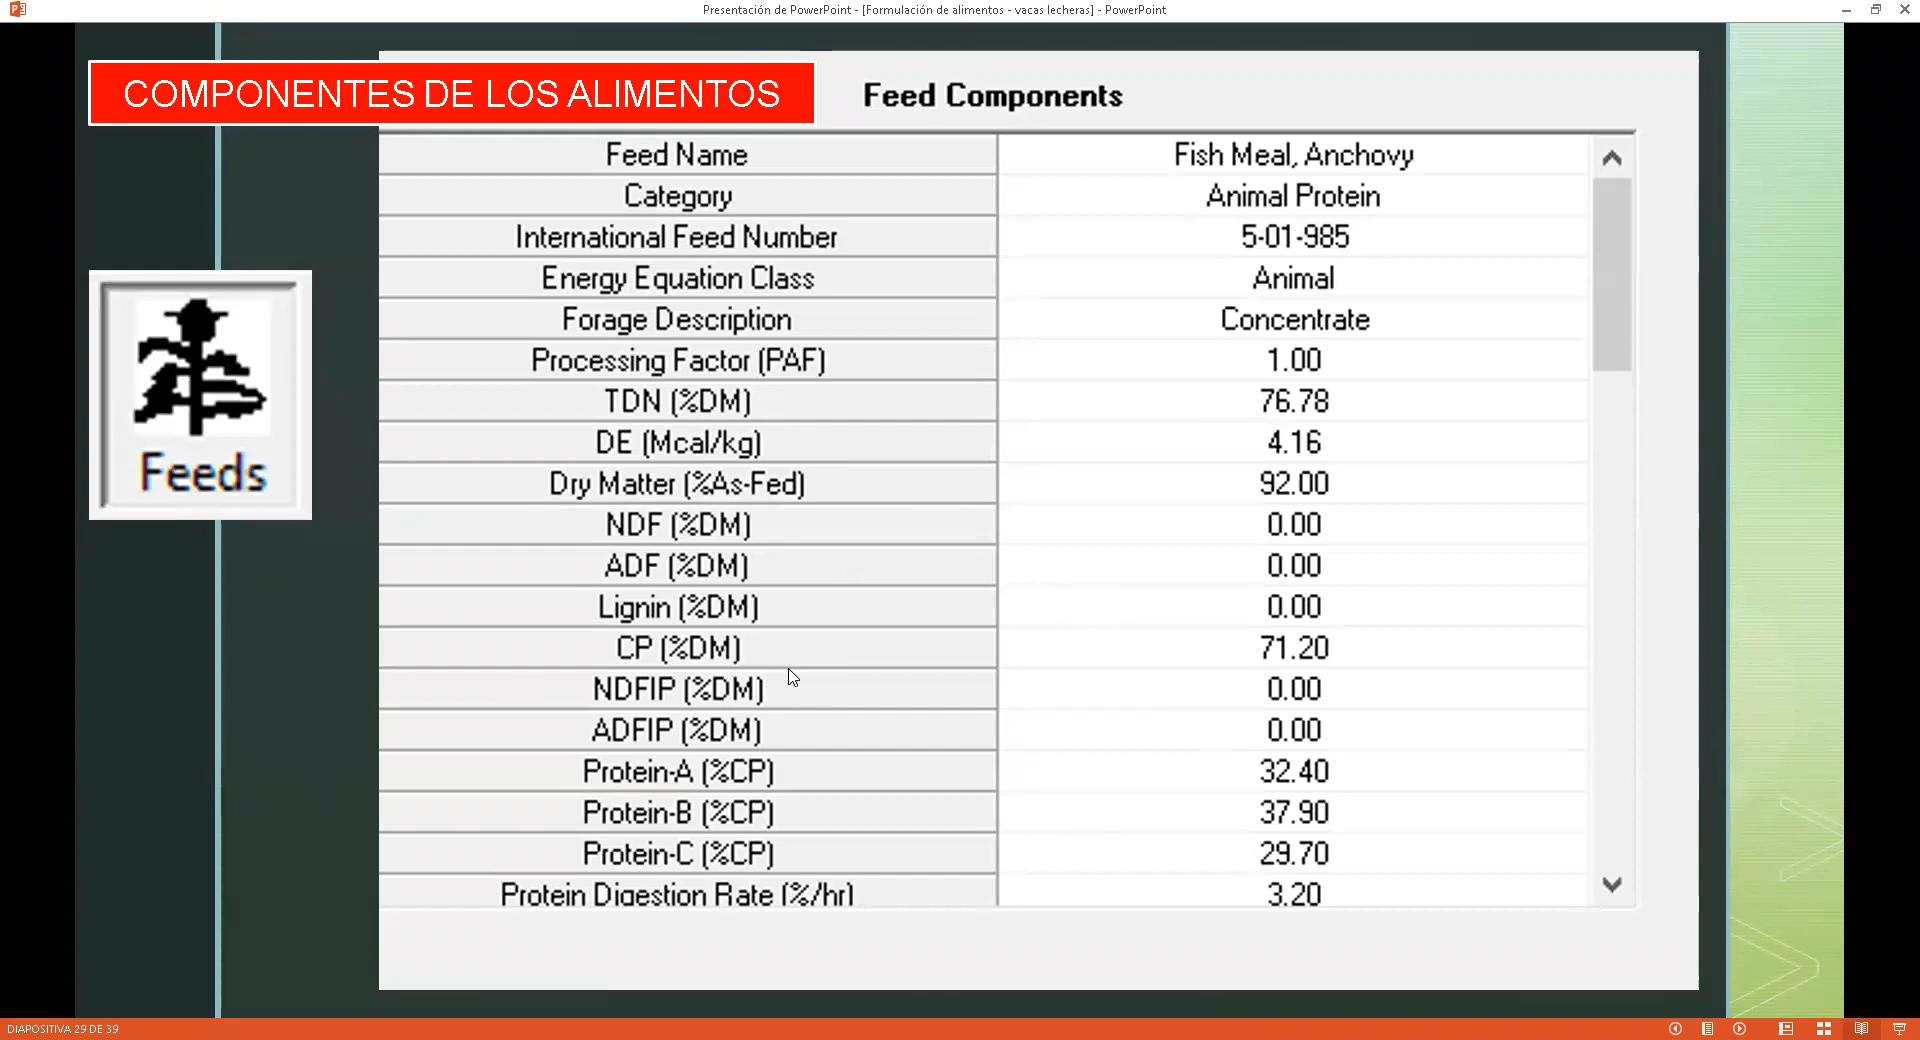 Presentación de PowerPoint - [Formulación de alimentos - vacas lecheras] - PowerPoint
COMPONENTES DE LOS ALIMENTOS
Feed Components
Feed Name Fish Meal, Anchovy
Category Animal Protein
International Feed Number 5-01-985
Energy Equation Class Animal
Forage Description Concentrate
Processing Factor (PAF) 1.00
TDN (%DM) 76.78
DE (Mcal/kg) 4.16
Dry Matter (%As-Fed) 92.00
NDF (%DM) 0.00
ADF (%DM) 0.00
Lignin (%DM) 0.00
CP (%DM) 71.20
NDFIP (%DM) 0.00
ADFIP (%DM) 0.00
Protein-A (%CP) 32.40
Protein-B (%CP) 37.90
Protein-C (%CP) 29.70
Protein Digestion Rate (%/hr) 3.20
Feeds
DIAPOSITIVA 29 DE 39